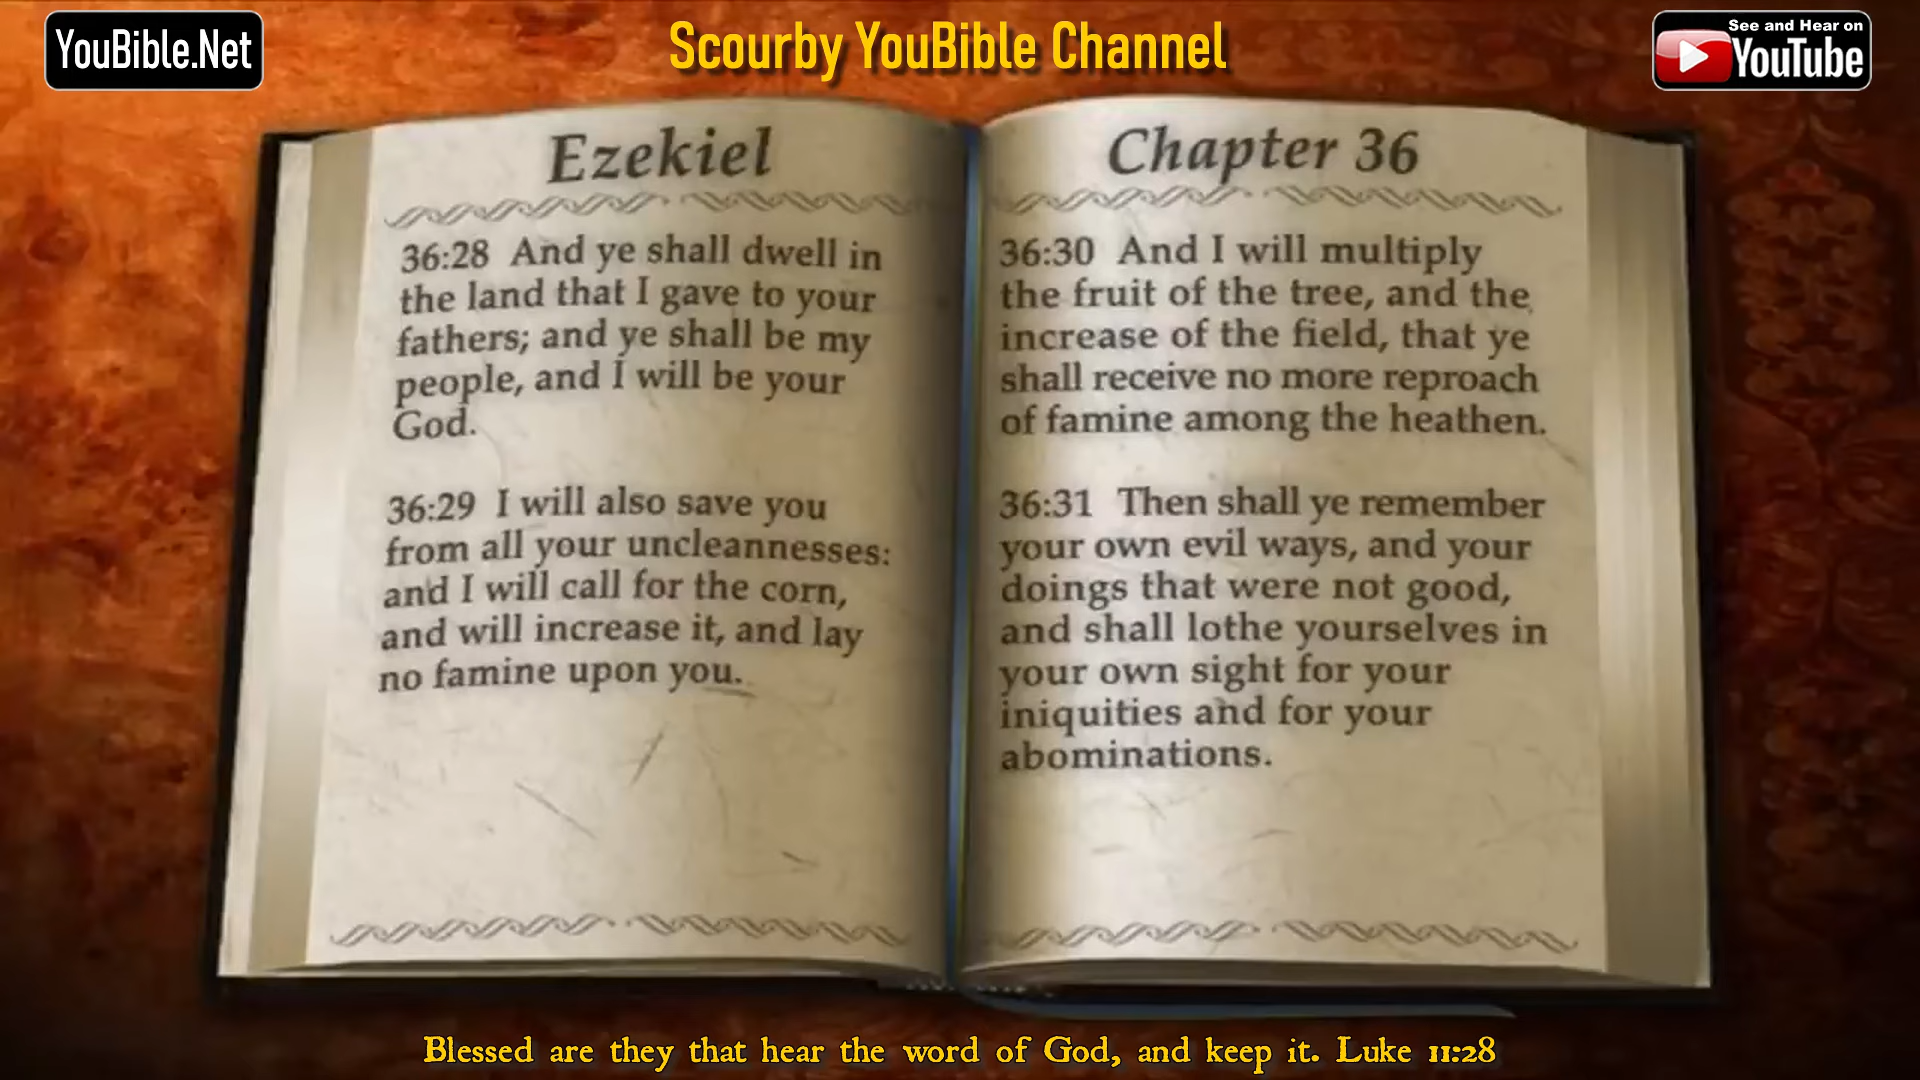 YouBible.Net
Scourby YouBible Channel
See and Hear on
YouTube
Ezekiel
36:28 And ye shall dwell in
the land that I gave to your
fathers; and ye shall be my
people, and I will be your
God.
36:29 I will also save you
from all your uncleannesses:
and I will call for the corn,
and will increase it, and lay
no famine upon you.
Chapter 36
36:30 And I will multiply
the fruit of the tree, and the
increase of the field, that ye
shall receive no more reproach
of famine among the heathen.
36:31 Then shall ye remember
your own evil ways, and your
doings that were not good,
and shall lothe yourselves in
your own sight for your
iniquities and for your
abominations.
Blessed are they that hear the word of God, and keep it. Luke 11:28